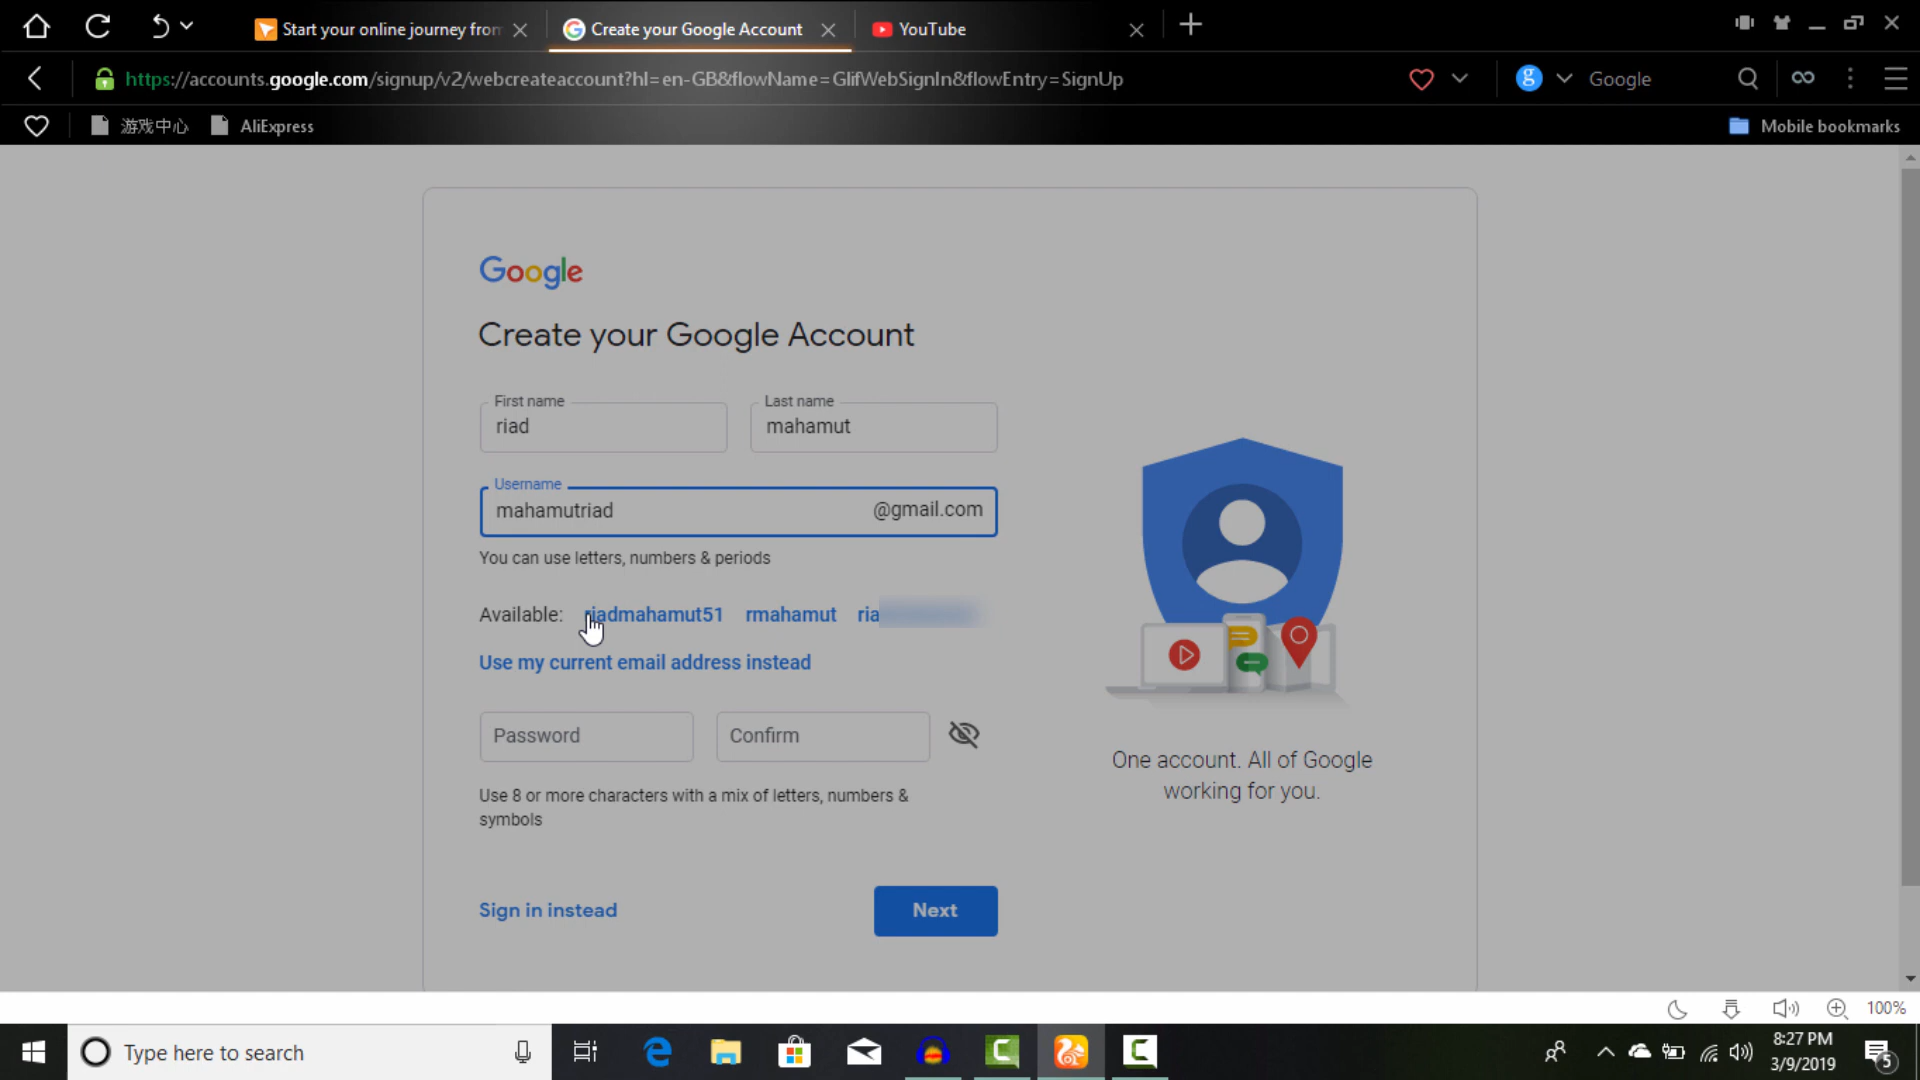 Start your online journey from
Create your Google Account
YouTube
https://accounts.google.com/signup/v2/webcreateaccount?hl=en-GB&flowName=GlifWebSignIn&flowEntry=SignUp
Google
游戏中心
AliExpress
Mobile bookmarks
Google
Create your Google Account
First name
Last name
riad
mahamut
Username
mahamutriad
@gmail.com
You can use letters, numbers & periods
Available: riadmahamut51 rmahamut
Use my current email address instead
Password
Confirm
Use 8 or more characters with a mix of letters, numbers &
symbols
One account. All of Google
working for you.
Sign in instead
Next
100%
Type here to search
8:27 PM
3/9/2019
5